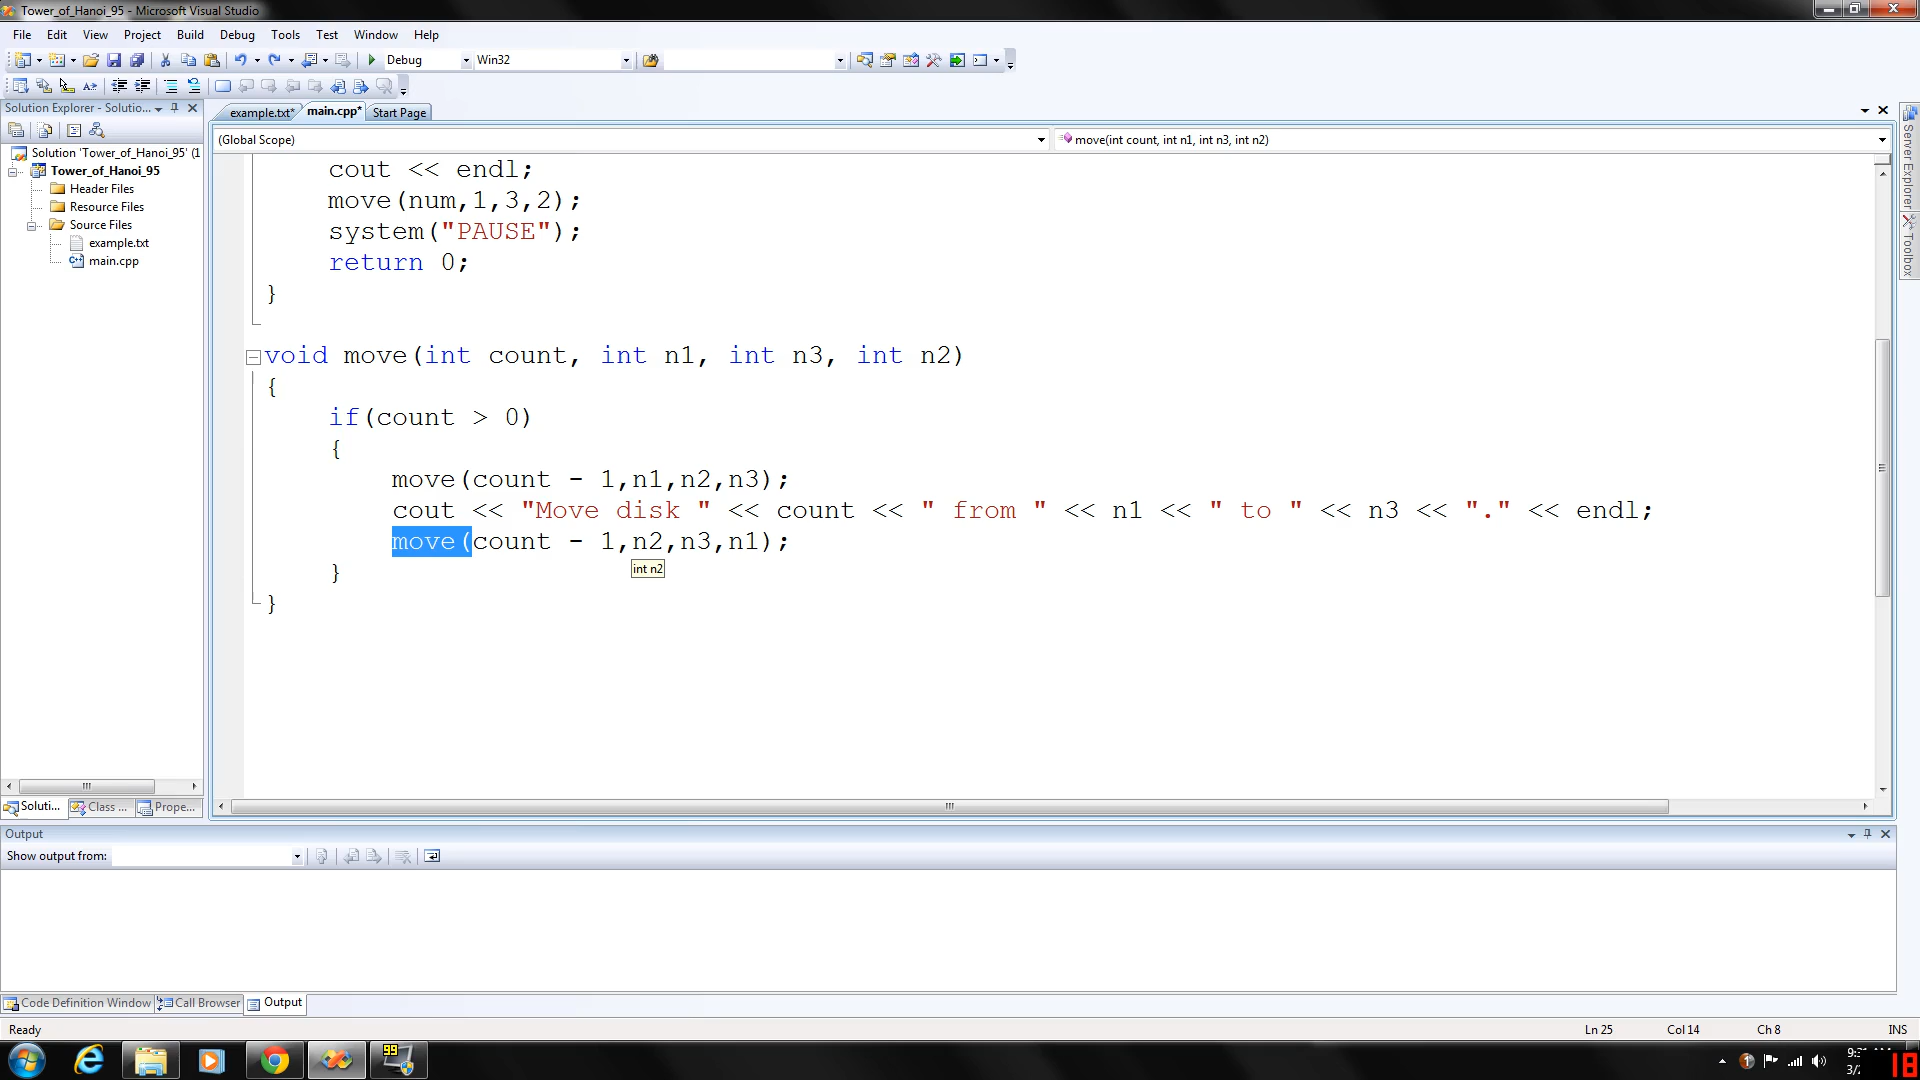 Tower_of_Hanoi_95 - Microsoft Visual Studio
File Edit View Project Build Debug Tools Test Window Help
Debug Win32
Solution Explorer - Solutio...
example.txt* main.cpp* Start Page
(Global Scope) move(int count, int n1, int n3, int n2)
Solution 'Tower_of_Hanoi_95' (1
Tower_of_Hanoi_95
Header Files
Resource Files
Source Files
example.txt
main.cpp
cout << endl;
move(num,1,3,2);
system("PAUSE");
return 0;
}
void move(int count, int n1, int n3, int n2)
{
if(count > 0)
{
move(count - 1,n1,n2,n3);
cout << "Move disk " << count << " from " << n1 << " to " << n3 << "." << endl;
move(count - 1,n2,n3,n1);
int n2
}
}
Server Explorer
Toolbox
Soluti... Class ... Prope...
Output
Show output from:
Code Definition Window Call Browser Output
Ready Ln 25 Col 14 Ch 8 INS
99
18